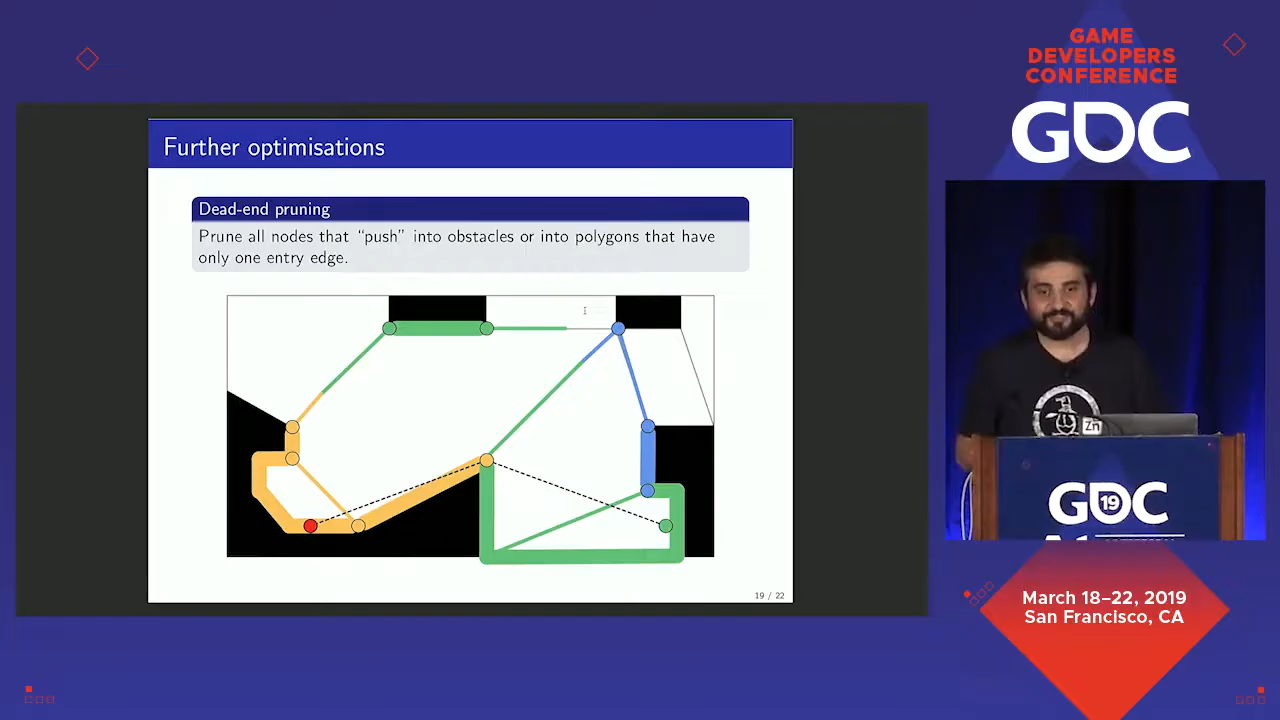 GAME
DEVELOPERS
CONFERENCE
GDC
Further optimisations
Dead-end pruning
Prune all nodes that “push” into obstacles or into polygons that have
only one entry edge.
19 / 22
Zn
GDC
19
March 18–22, 2019
San Francisco, CA